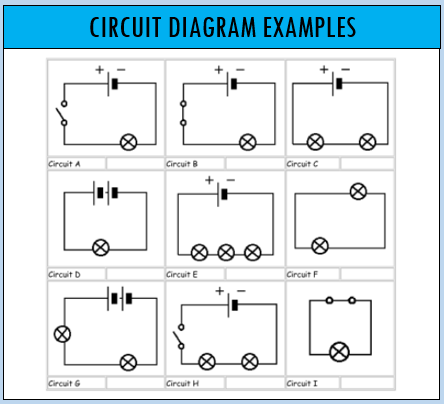 CIRCUIT DIAGRAM EXAMPLES
+ − + − + −
Circuit A Circuit B Circuit C
+ −
Circuit D Circuit E Circuit F
+ −
Circuit G Circuit H Circuit I